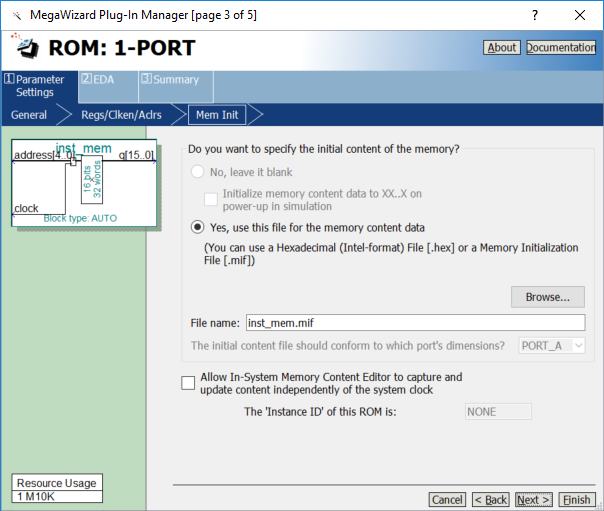 MegaWizard Plug-In Manager [page 3 of 5]
ROM: 1-PORT
About
Documentation
1 Parameter Settings
2 EDA
3 Summary
General
Regs/Clken/Aclrs
Mem Init
inst_mem
address[4..0]
q[15..0]
16 bits
32 words
clock
Block type: AUTO
Do you want to specify the initial content of the memory?
No, leave it blank
Initialize memory content data to XX..X on
power-up in simulation
Yes, use this file for the memory content data
(You can use a Hexadecimal (Intel-format) File [.hex] or a Memory Initialization
File [.mif])
Browse...
File name: inst_mem.mif
The initial content file should conform to which port's dimensions? PORT_A
Allow In-System Memory Content Editor to capture and
update content independently of the system clock
The 'Instance ID' of this ROM is: NONE
Resource Usage
1 M10K
Cancel
< Back
Next >
Finish